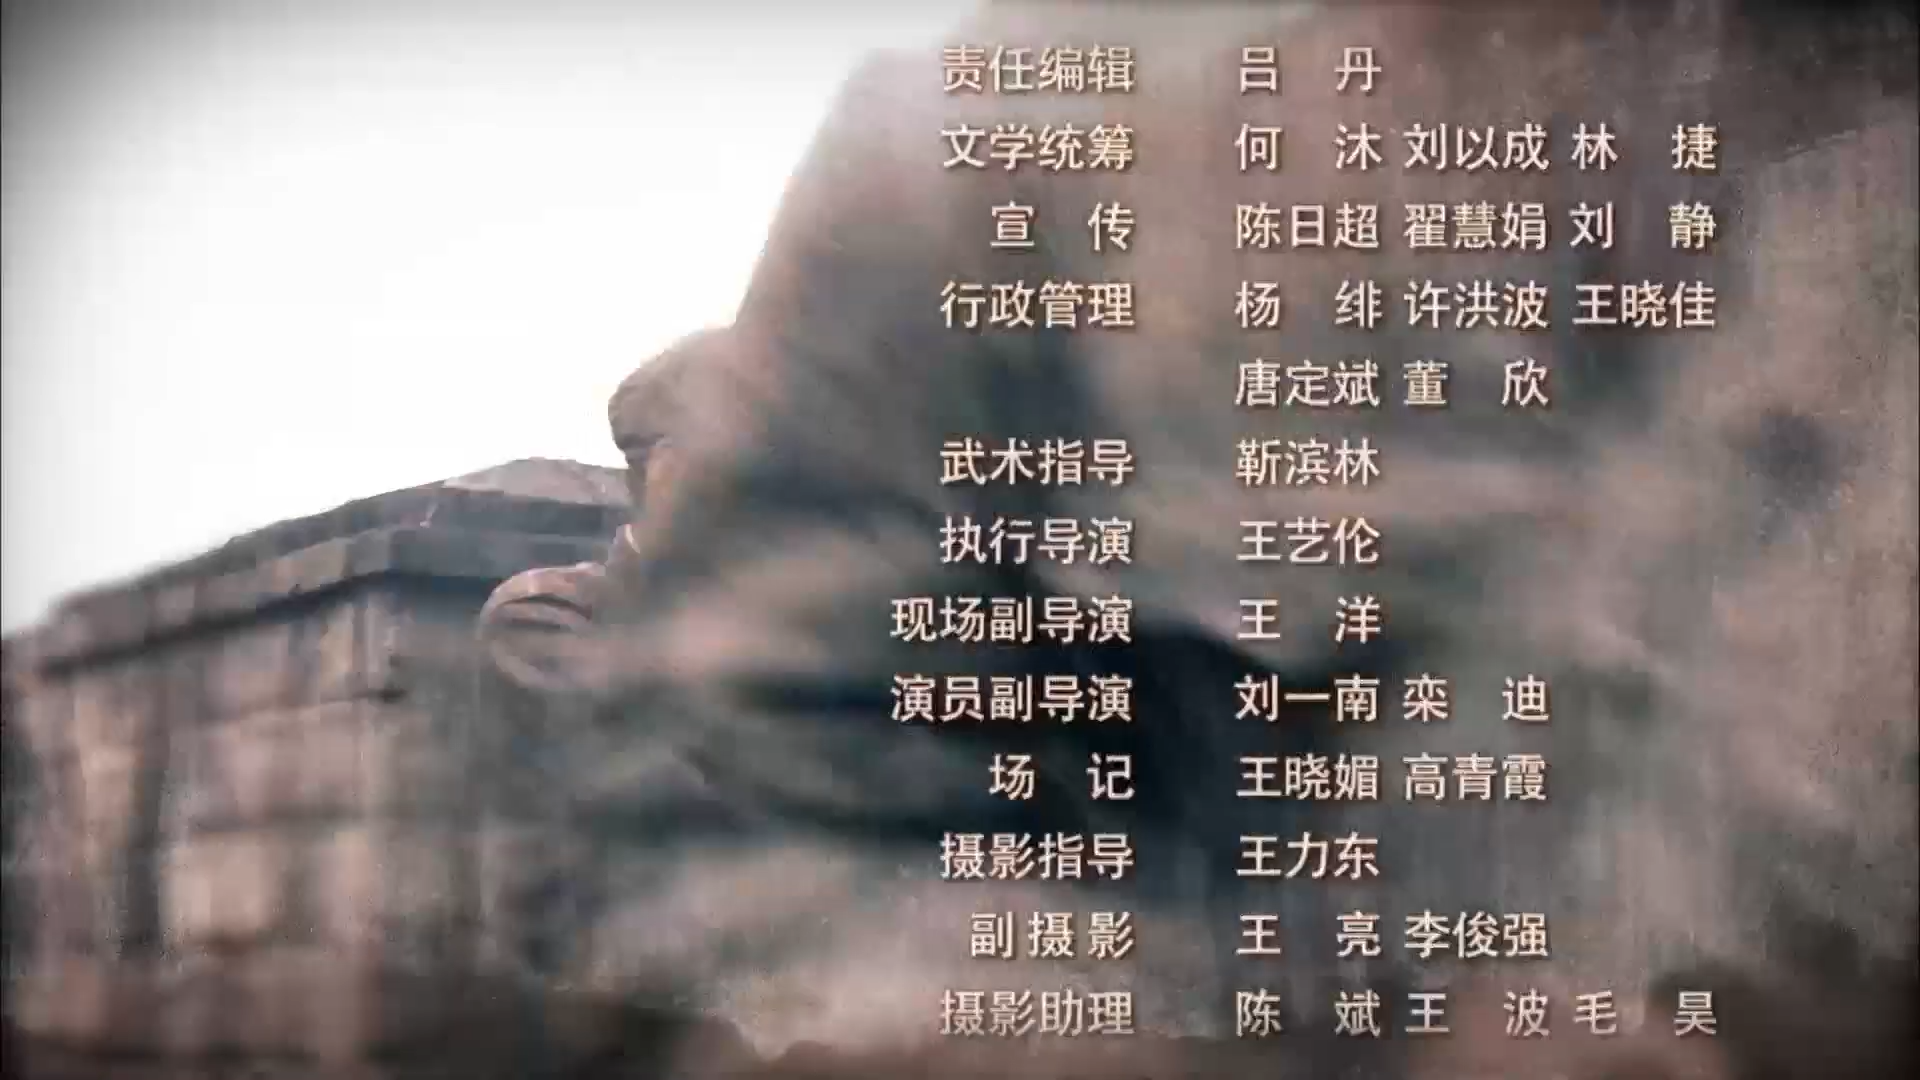 责任编辑 吕 丹
文学统筹 何 沐 刘以成 林 捷
宣 传 陈日超 翟慧娟 刘 静
行政管理 杨 绯 许洪波 王晓佳
唐定斌 董 欣
武术指导 靳滨林
执行导演 王艺伦
现场副导演 王 洋
演员副导演 刘一南 栾 迪
场 记 王晓媚 高青霞
摄影指导 王力东
副摄影 王 亮 李俊强
摄影助理 陈 斌 王 波 毛 昊